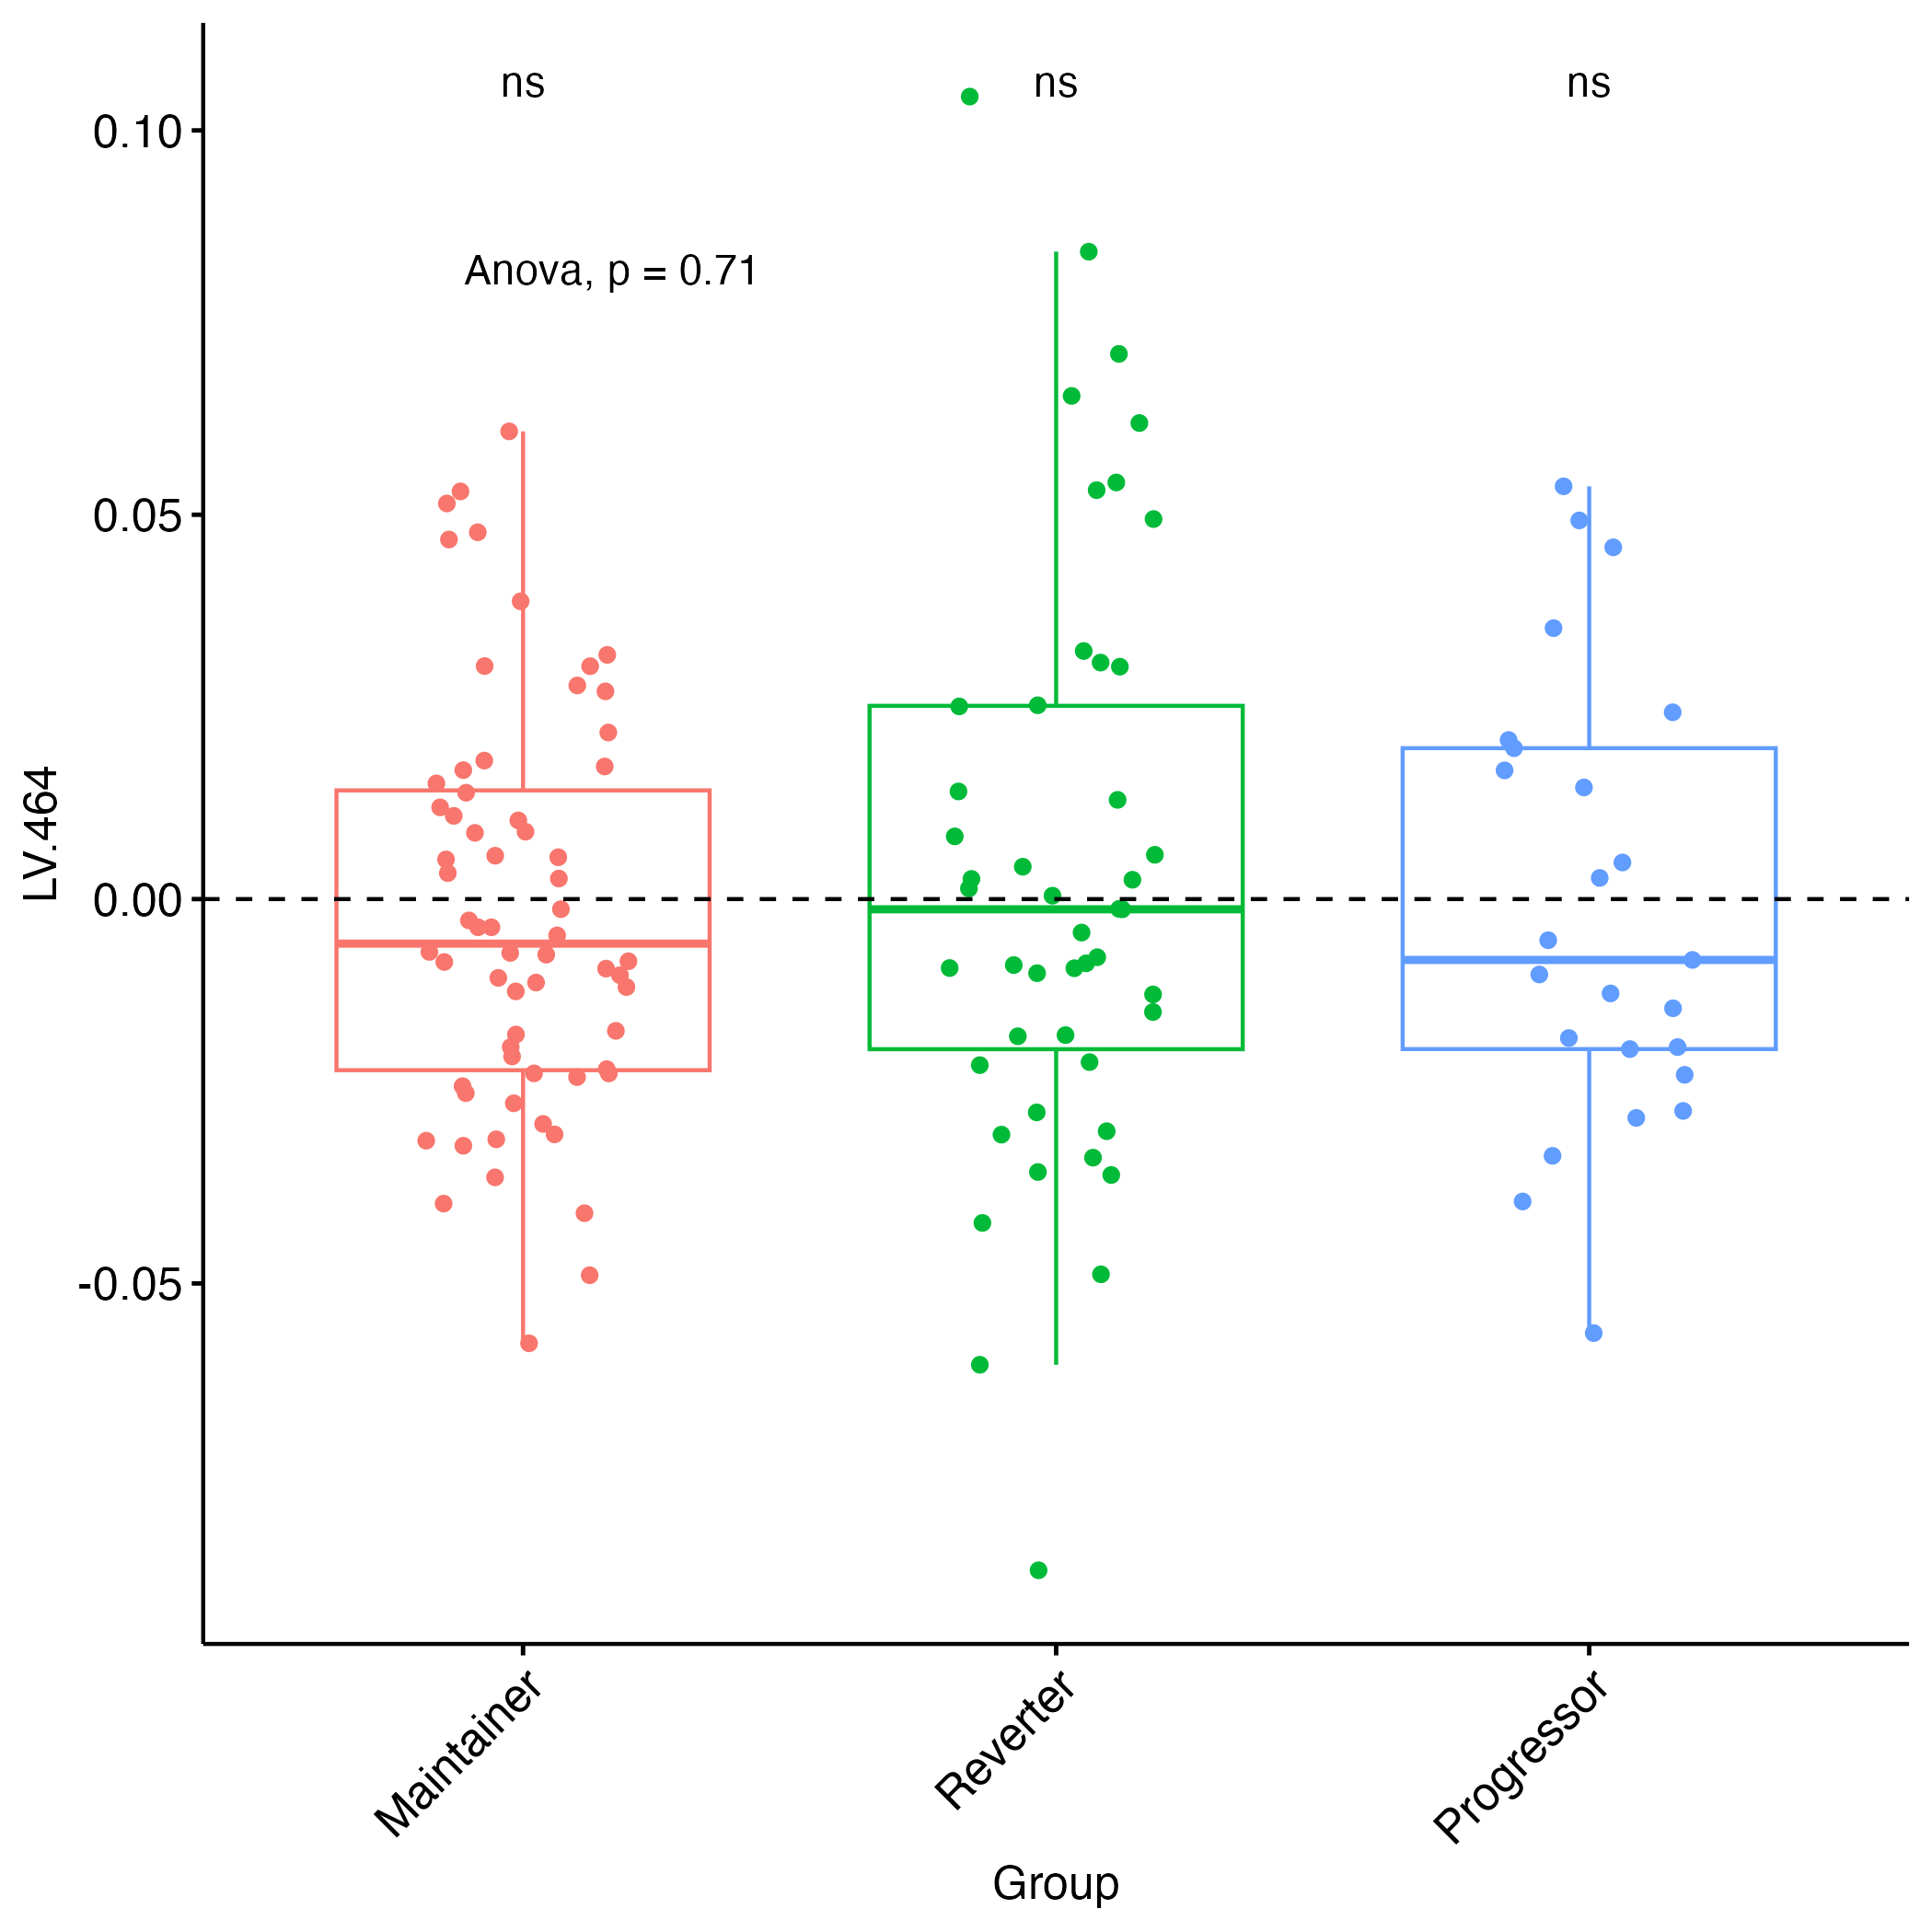 ns ns ns
Anova, p = 0.71
0.10
0.05
0.00
-0.05
LV.464
Maintainer Reverter Progressor
Group